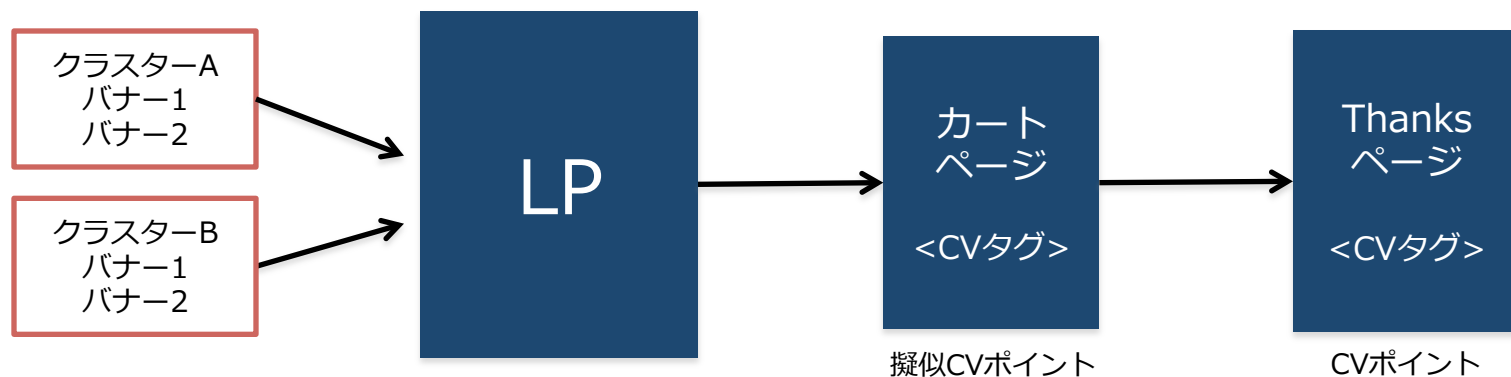 クラスターA
バナー1
バナー2
クラスターB
バナー1
バナー2
LP
カート
ページ
<CVタグ>
擬似CVポイント
Thanks
ページ
<CVタグ>
CVポイント